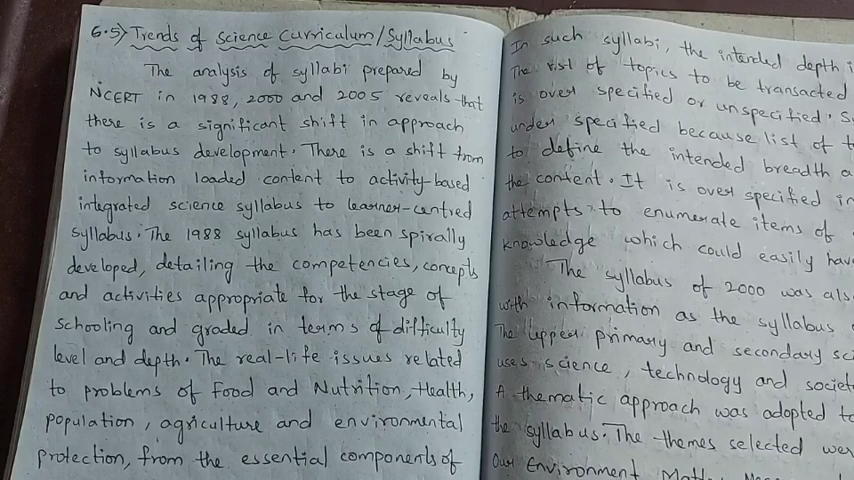 6.5) Trends of Science Curriculum/Syllabus
The analysis of syllabi prepared by
NCERT in 1988, 2000 and 2005 reveals that
there is a significant shift in approach
to syllabus development. There is a shift from
information loaded content to activity-based
integrated science syllabus to learner-centred
syllabus. The 1988 syllabus has been spirally
developed, detailing the competencies, concepts
and activities appropriate for the stage of
schooling and graded in terms of difficulty
level and depth. The real-life issues related
to problems of Food and Nutrition, Health,
population, agriculture and environmental
protection, from the essential components of
In such syllabi, the intended depth
The list of topics to be transacted
is over specified or unspecified.
under specified because list of
to define the intended breadth
the content. It is over specified in
attempts to enumerate items of
knowledge which could easily
The syllabus of 2000 was
with information as the syllabus
The upper primary and secondary
uses science, technology and
A thematic approach was adopted to
the syllabus. The themes selected
Our Environment